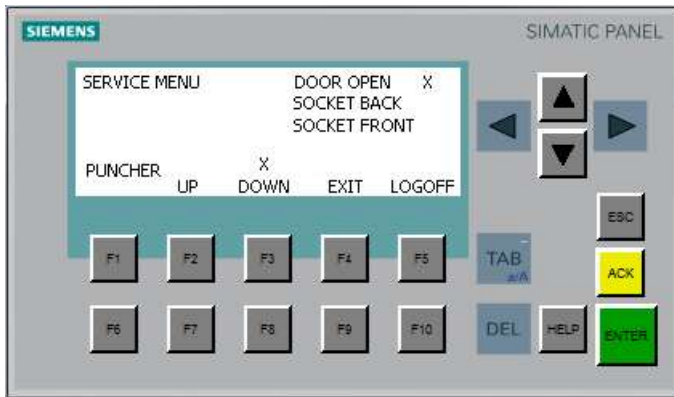 SIEMENS
SIMATIC PANEL
SERVICE MENU DOOR OPEN X
SOCKET BACK
SOCKET FRONT
X
PUNCHER UP DOWN EXIT LOGOFF
ESC
F1 F2 F3 F4 F5 TAB a/A ACK
F6 F7 F8 F9 F10 DEL HELP ENTER